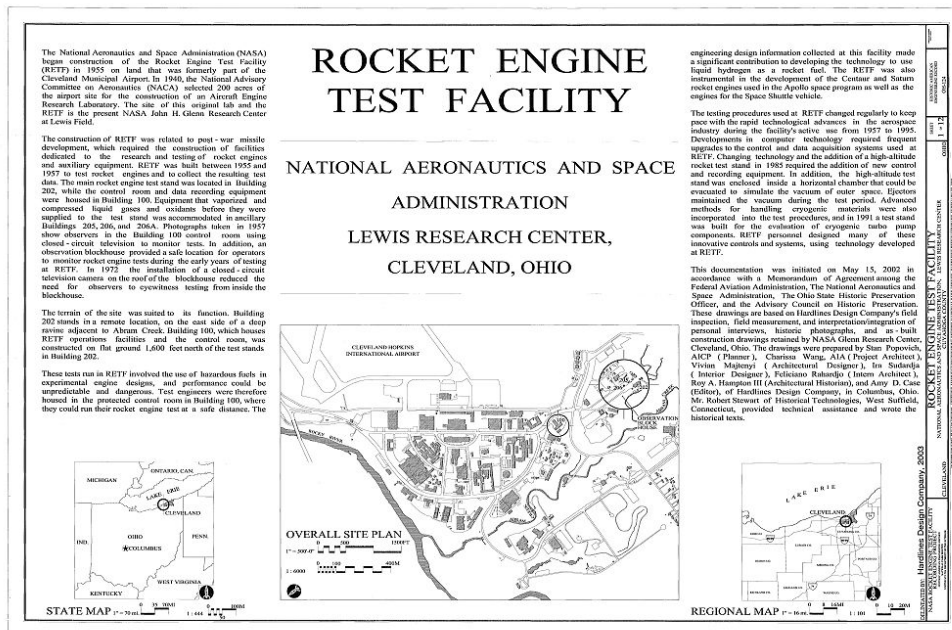 The National Aeronautics and Space Administration (NASA)
began construction of the Rocket Engine Test Facility
(RETF) in 1955 on land that was formerly part of the
Cleveland Municipal Airport. In 1940, the National Advisory
Committee on Aeronautics (NACA) selected 200 acres of
the airport site for the construction of an Aircraft Engine
Research Laboratory. The site of this original lab and the
RETF is the present NASA John H. Glenn Research Center
at Lewis Field.
The construction of RETF was related to post - war missile
development, which required the construction of facilities
dedicated to the research and testing of rocket engines
and auxiliary equipment. RETF was built between 1955 and
1957 to test rocket engines and to collect the resulting test
data. The main rocket engine test stand was located in Building
202, while the control room and data recording equipment
were housed in Building 100. Equipment that vaporized and
compressed liquid gases and oxidants before they were
supplied to the test stand was accommodated in ancillary
Buildings 205, 206, and 206A. Photographs taken in 1957
show observers in the Building 100 control room using
closed - circuit television to monitor tests. In addition, an
observation blockhouse provided a safe location for operators
to monitor rocket engine tests during the early years of testing
at RETF. In 1972 the installation of a closed - circuit
television camera on the roof of the blockhouse reduced the
need for observers to eyewitness testing from inside the
blockhouse.
The terrain of the site was suited to its function. Building
202 stands in a remote location, on the east side of a deep
ravine adjacent to Abram Creek. Building 100, which houses
RETF operations facilities and the control room, was
constructed on flat ground 1,600 feet north of the test stands
in Building 202.
These tests run in RETF involved the use of hazardous fuels in
experimental engine designs, and performance could be
unpredictable and dangerous. Test engineers were therefore
housed in the protected control room in Building 100, where
they could run their rocket engine test at a safe distance. The
ROCKET ENGINE
TEST FACILITY
NATIONAL AERONAUTICS AND SPACE
ADMINISTRATION
LEWIS RESEARCH CENTER,
CLEVELAND, OHIO
engineering design information collected at this facility made
a significant contribution to developing the technology to use
liquid hydrogen as a rocket fuel. The RETF was also
instrumental in the development of the Centaur and Saturn
rocket engines used in the Apollo space program as well as the
engines for the Space Shuttle vehicle.
The testing procedures used at RETF changed regularly to keep
pace with the rapid technological advances in the aerospace
industry during the facility's active use from 1957 to 1995.
Developments in computer technology required frequent
upgrades to the control and data acquisition systems used at
RETF. Changing technology and the addition of a high-altitude
rocket test stand in 1985 required the addition of new control
and recording equipment. In addition, the high-altitude test
stand was enclosed inside a horizontal chamber that could be
evacuated to simulate the vacuum of outer space. Ejectors
maintained the vacuum during the test period. Advanced
methods for handling cryogenic materials were also
incorporated into the test procedures, and in 1991 a test stand
was built for the evaluation of cryogenic turbo pump
components. RETF personnel designed many of these
innovative controls and systems, using technology developed
at RETF.
This documentation was initiated on May 15, 2002 in
accordance with a Memorandum of Agreement among the
Federal Aviation Administration, The National Aeronautics and
Space Administration, The Ohio State Historic Preservation
Officer, and the Advisory Council on Historic Preservation.
These drawings are based on Hardlines Design Company's field
inspection, field measurement, and interpretation/integration of
personal interviews, historic photographs, and as - built
construction drawings retained by NASA Glenn Research Center,
Cleveland, Ohio. The drawings were prepared by Stan Popovich,
AICP ( Planner ), Charissa Wang, AIA ( Project Architect ),
Vivian Majtenyi ( Architectural Designer ), Ira Sudardja
( Interior Designer ), Feliciano Rahardjo ( Intern Architect ),
Roy A. Hampton III (Architectural Historian), and Amy D. Case
(Editor), of Hardlines Design Company, in Columbus, Ohio.
Mr. Robert Stewart of Historical Technologies, West Suffield,
Connecticut, provided technical assistance and wrote the
historical texts.
CLEVELAND HOPKINS
INTERNATIONAL AIRPORT
OBSERVATION
BLOCK
HOUSE
ROCKY RIVER
OVERALL SITE PLAN
1" = 500'-0"
0 500 1500FT
1 : 6000
0 100 400M
MICHIGAN
ONTARIO, CAN.
LAKE ERIE
CLEVELAND
IND.
OHIO
COLUMBUS
PENN.
WEST VIRGINIA
KENTUCKY
STATE MAP 1" = 70 mi.
LAKE ERIE
CLEVELAND
REGIONAL MAP 1" = 16 mi.
ROCKET ENGINE TEST FACILITY
NATIONAL AERONAUTICS AND SPACE ADMINISTRATION, LEWIS RESEARCH CENTER
CUYAHOGA COUNTY
CLEVELAND
OHIO
SHEET
1 of 12
DELINEATED BY: Hardlines Design Company, 2003
NASA ROCKET ENGINE TEST FACILITY
RECORDING PROJECT